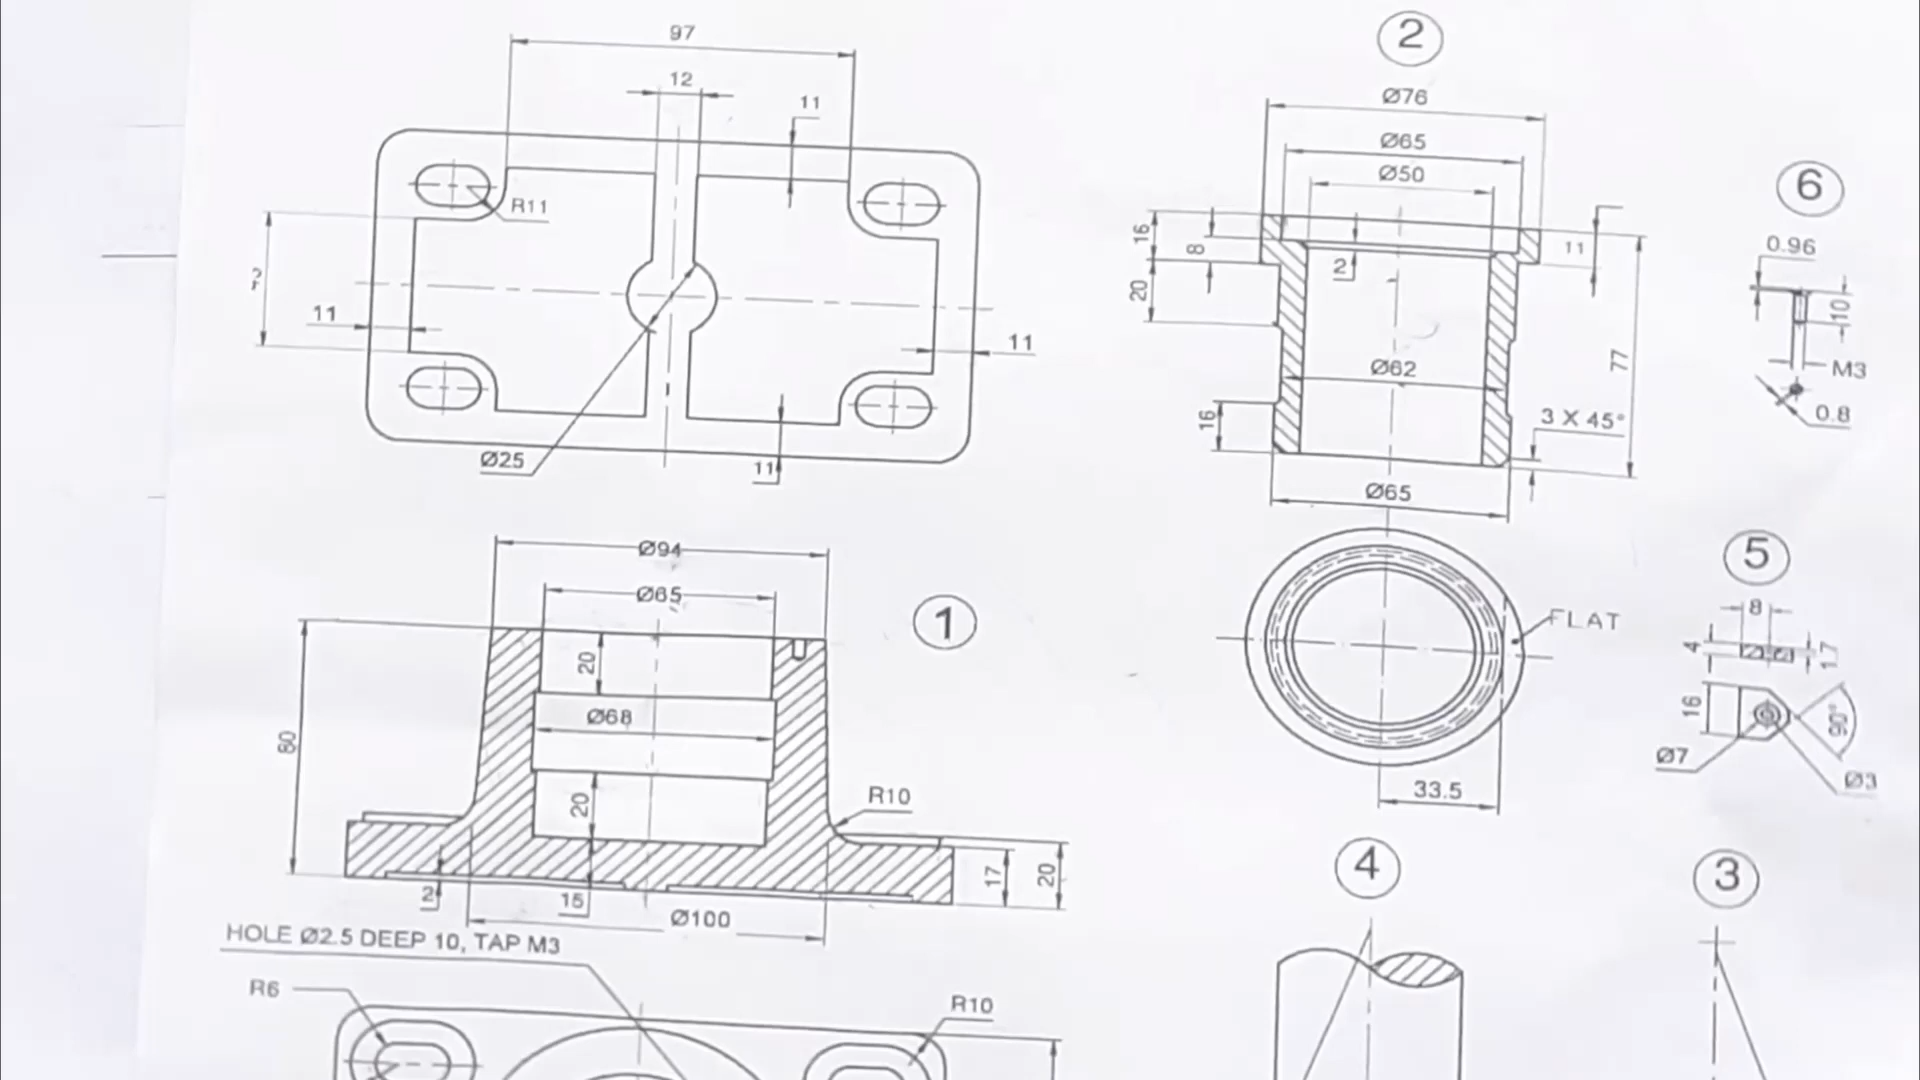 97
12
11
R11
11
11
Ø25
11
2
Ø76
Ø65
Ø50
16
8
11
2
20
Ø62
77
16
3 X 45°
Ø65
6
0.96
10
M3
0.8
Ø94
Ø65
1
20
Ø68
80
20
R10
2
15
17
20
Ø100
HOLE Ø2.5 DEEP 10, TAP M3
R6
R10
FLAT
33.5
5
8
4
1.7
16
90°
Ø7
Ø3
4
3